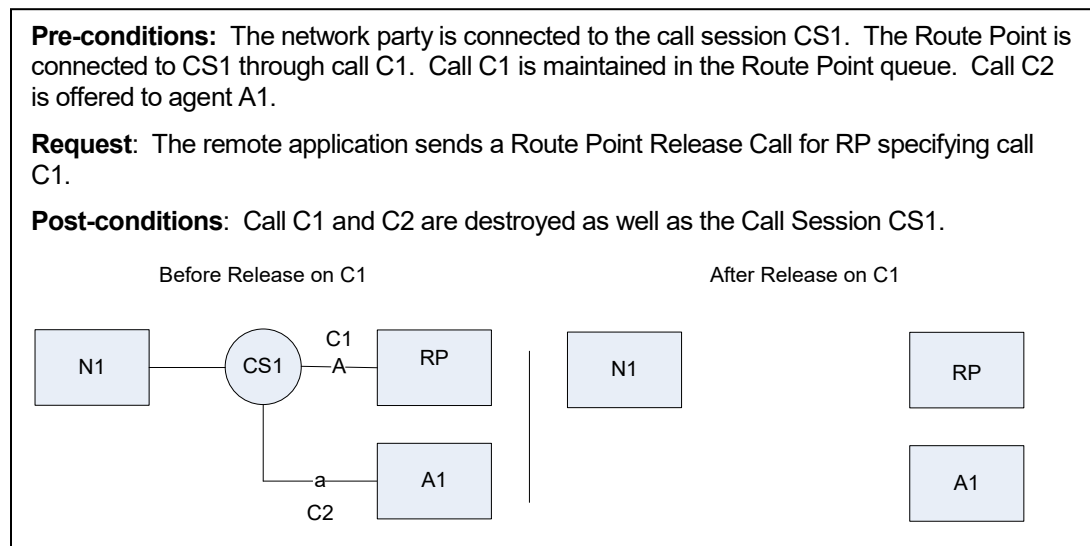 Pre-conditions: The network party is connected to the call session CS1. The Route Point is
connected to CS1 through call C1. Call C1 is maintained in the Route Point queue. Call C2
is offered to agent A1.
Request: The remote application sends a Route Point Release Call for RP specifying call
C1.
Post-conditions: Call C1 and C2 are destroyed as well as the Call Session CS1.
Before Release on C1
After Release on C1
C1
N1
CS1
A
RP
N1
RP
a
A1
A1
C2